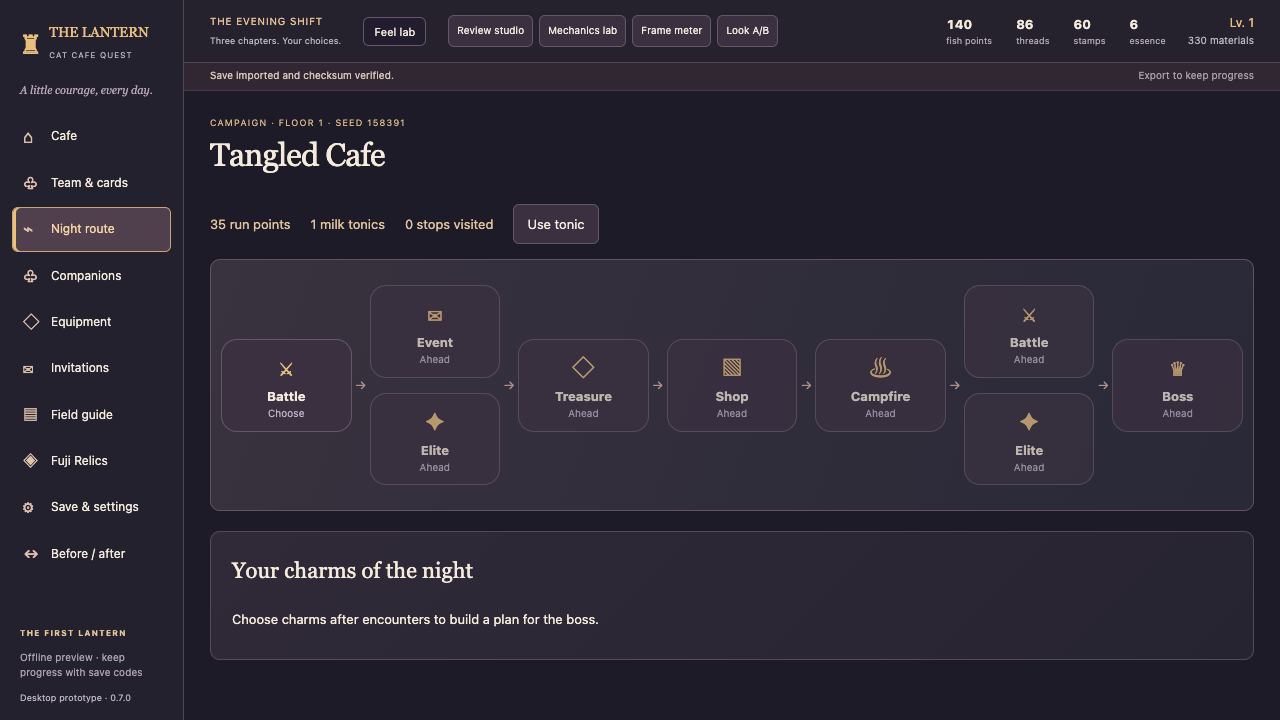 THE LANTERN
CAT CAFE QUEST
A little courage, every day.
Cafe
Team & cards
Night route
Companions
Equipment
Invitations
Field guide
Fuji Relics
Save & settings
Before / after
THE FIRST LANTERN
Offline preview · keep
progress with save codes
Desktop prototype · 0.7.0
THE EVENING SHIFT
Three chapters. Your choices.
Feel lab
Review studio
Mechanics lab
Frame meter
Look A/B
140
fish points
86
threads
60
stamps
6
essence
Lv. 1
330 materials
Save imported and checksum verified.
Export to keep progress
CAMPAIGN · FLOOR 1 · SEED 158391
Tangled Cafe
35 run points
1 milk tonics
0 stops visited
Use tonic
Battle
Choose
Event
Ahead
Elite
Ahead
Treasure
Ahead
Shop
Ahead
Campfire
Ahead
Battle
Ahead
Elite
Ahead
Boss
Ahead
Your charms of the night
Choose charms after encounters to build a plan for the boss.